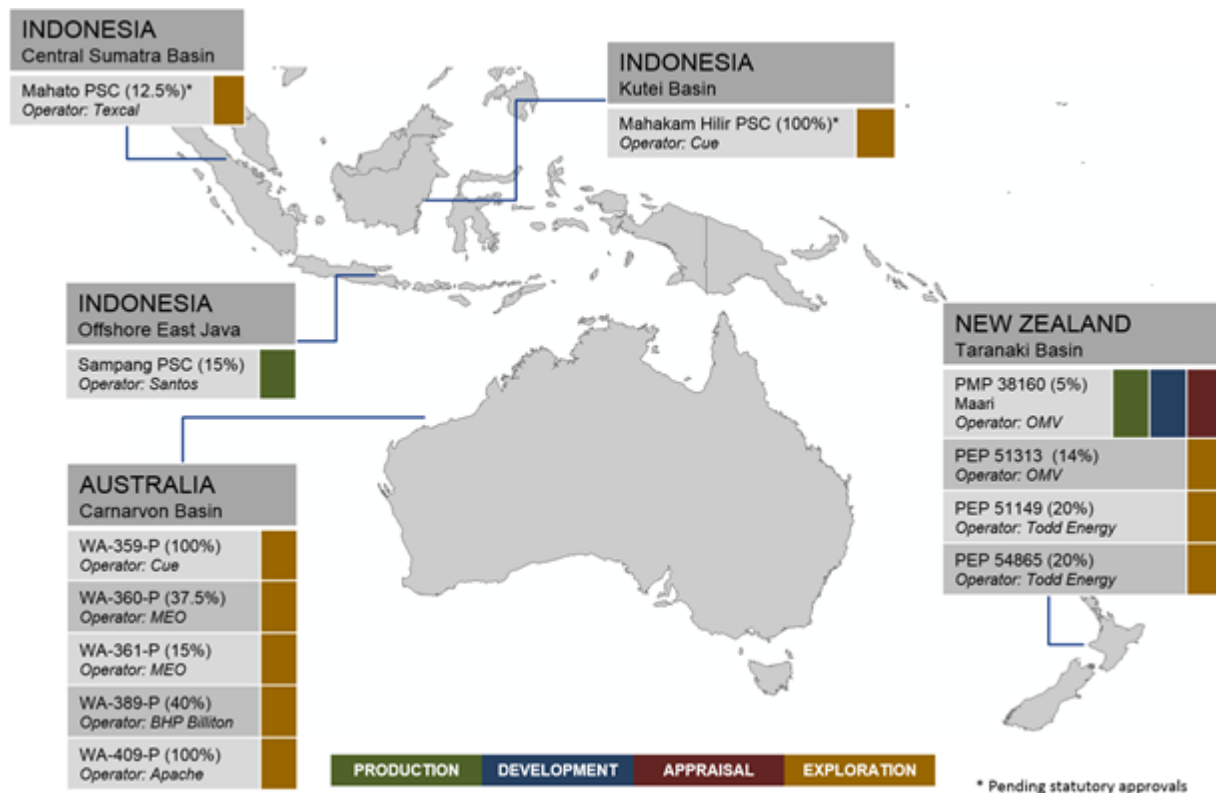 INDONESIA
Central Sumatra Basin
Mahato PSC (12.5%)*
Operator: Texcal
INDONESIA
Kutei Basin
Mahakam Hilir PSC (100%)*
Operator: Cue
INDONESIA
Offshore East Java
Sampang PSC (15%)
Operator: Santos
AUSTRALIA
Carnarvon Basin
WA-359-P (100%)
Operator: Cue
WA-360-P (37.5%)
Operator: MEO
WA-361-P (15%)
Operator: MEO
WA-389-P (40%)
Operator: BHP Billiton
WA-409-P (100%)
Operator: Apache
NEW ZEALAND
Taranaki Basin
PMP 38160 (5%)
Maari
Operator: OMV
PEP 51313 (14%)
Operator: OMV
PEP 51149 (20%)
Operator: Todd Energy
PEP 54865 (20%)
Operator: Todd Energy
PRODUCTION DEVELOPMENT APPRAISAL EXPLORATION
* Pending statutory approvals